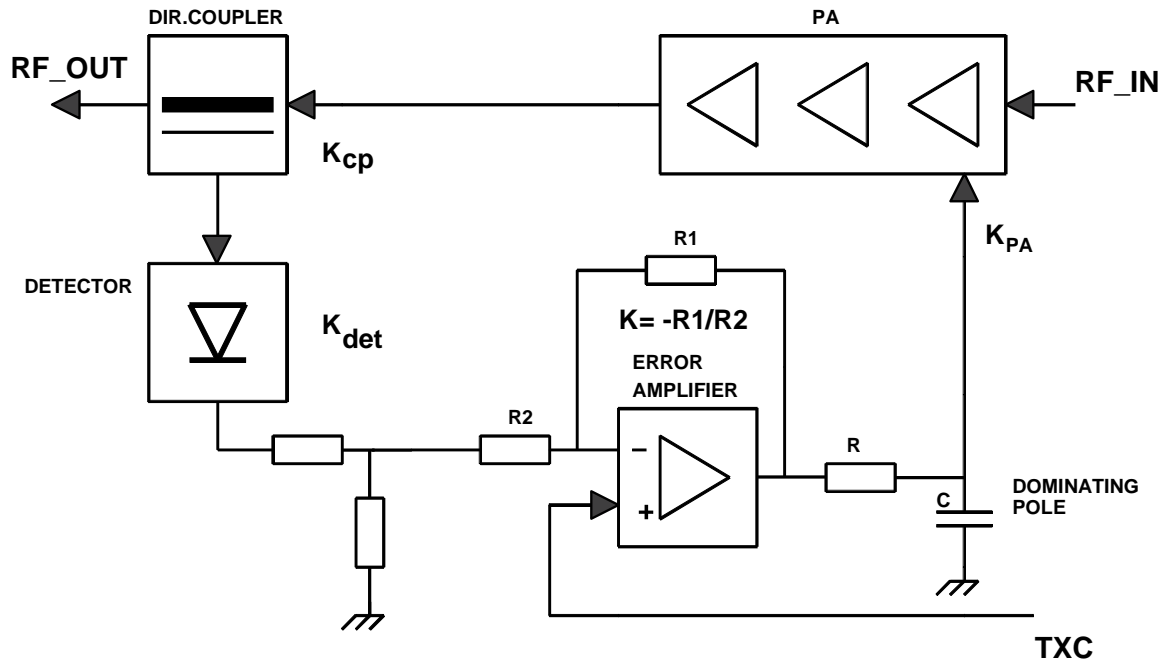 DIR.COUPLER
PA
RF_OUT
RF_IN
Kcp
KPA
R1
DETECTOR
Kdet
K= -R1/R2
ERROR
AMPLIFIER
R2
R
−
+
C
DOMINATING
POLE
TXC